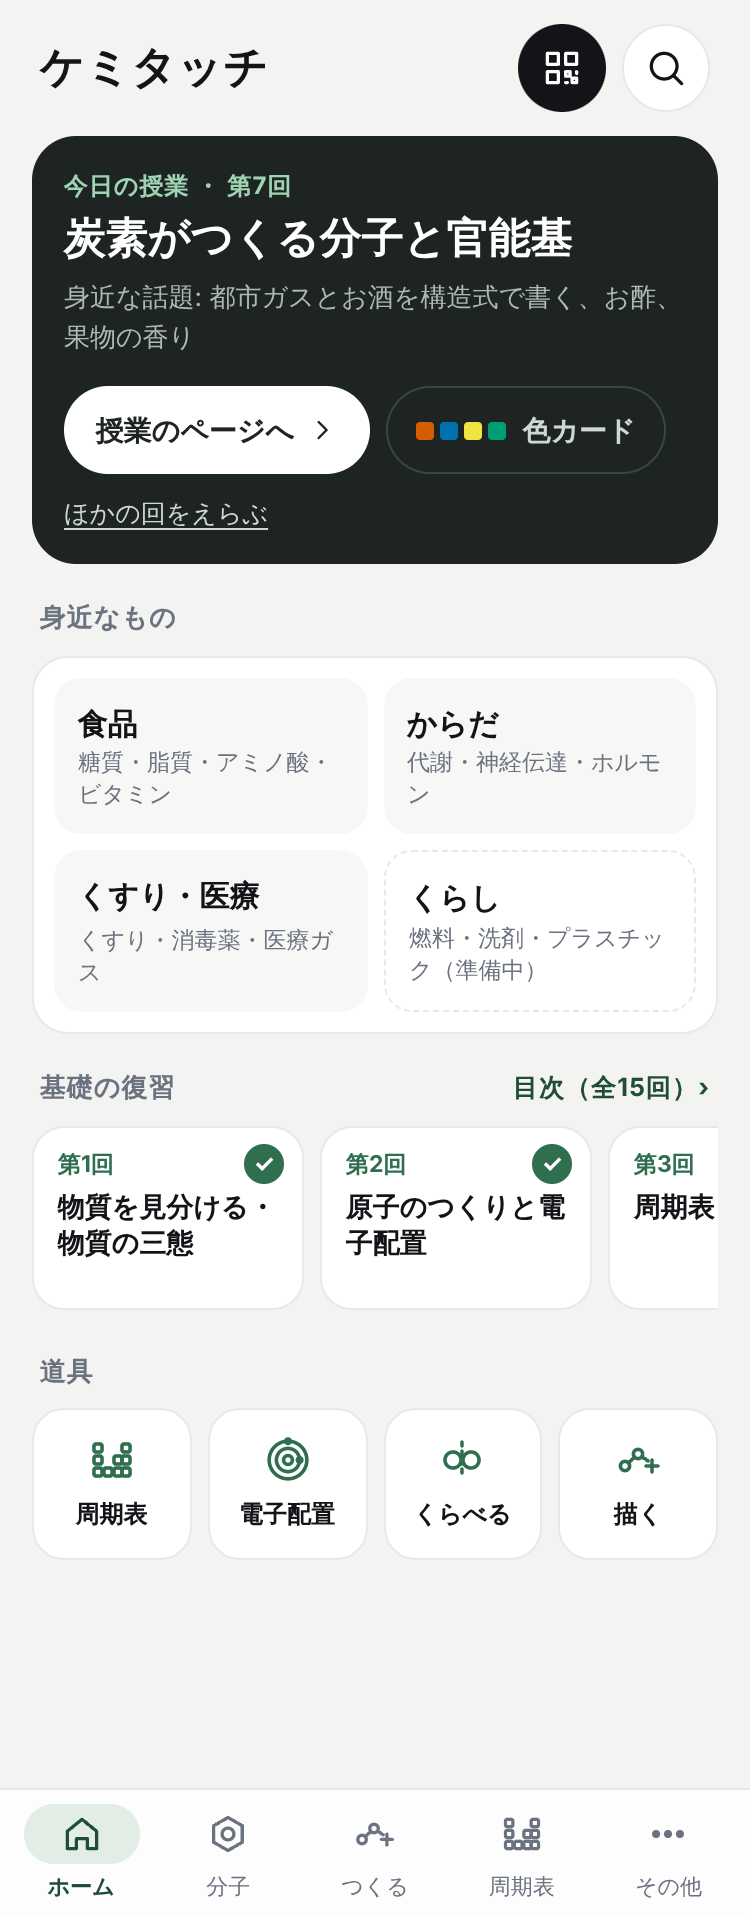 ケミタッチ
今日の授業 ・ 第7回
炭素がつくる分子と官能基
身近な話題: 都市ガスとお酒を構造式で書く、お酢、
果物の香り
授業のページへ
色カード
ほかの回をえらぶ
身近なもの
食品
糖質・脂質・アミノ酸・
ビタミン
からだ
代謝・神経伝達・ホルモ
ン
くすり・医療
くすり・消毒薬・医療ガ
ス
くらし
燃料・洗剤・プラスチッ
ク（準備中）
基礎の復習
目次（全15回）›
第1回
物質を見分ける・
物質の三態
第2回
原子のつくりと電
子配置
第3回
周期表
道具
周期表
電子配置
くらべる
描く
ホーム
分子
つくる
周期表
その他